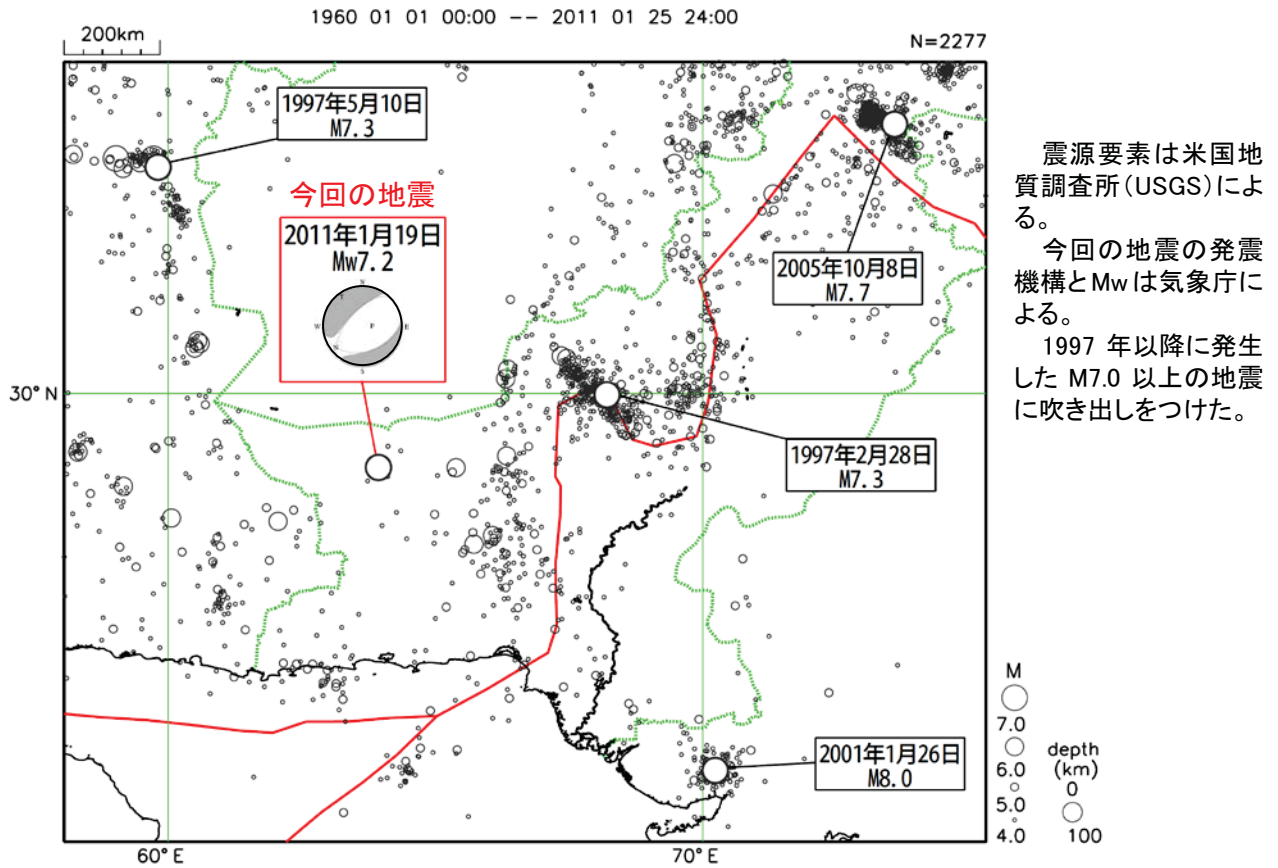 1960 01 01 00:00 -- 2011 01 25 24:00
200km
N=2277
1997年5月10日
M7.3
今回の地震
2011年1月19日
Mw7.2
N
T
W
P
E
S
2005年10月8日
M7.7
30°N
1997年2月28日
M7.3
2001年1月26日
M8.0
60°E
70°E
震源要素は米国地
質調査所(USGS)によ
る。
今回の地震の発震
機構とMwは気象庁に
よる。
1997 年以降に発生
した M7.0 以上の地震
に吹き出しをつけた。
M
7.0
6.0
5.0
4.0
depth
(km)
0
100